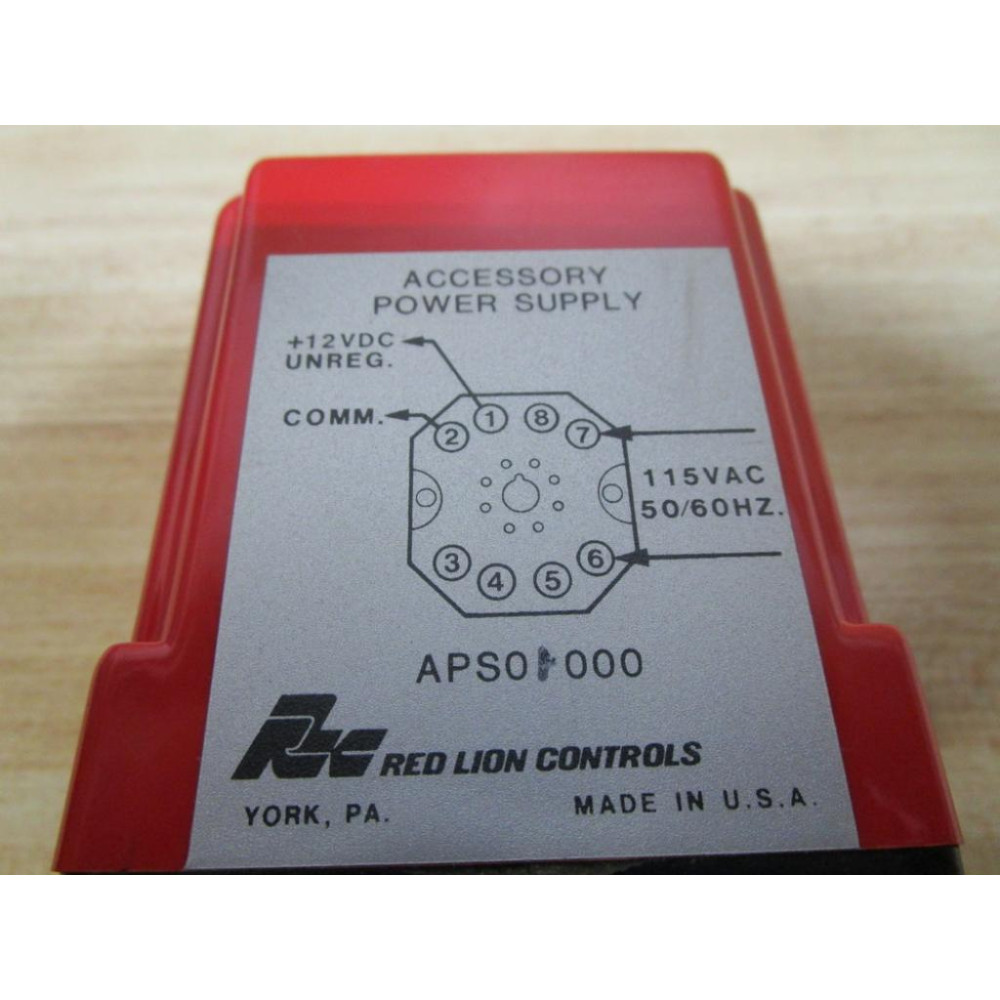 ACCESSORY
POWER SUPPLY
+12VDC
UNREG.
COMM.
1
8
2
7
115VAC
50/60HZ.
3
6
4
5
RLC RED LION CONTROLS
YORK, PA.
MADE IN U.S.A.